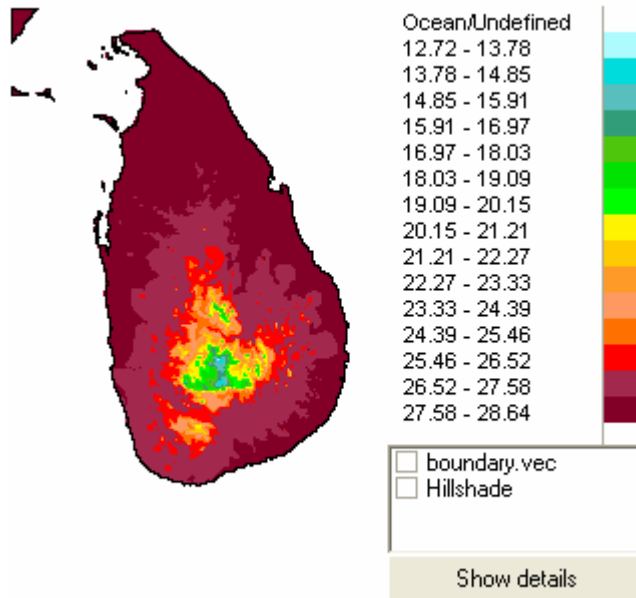 Ocean/Undefined
12.72 - 13.78
13.78 - 14.85
14.85 - 15.91
15.91 - 16.97
16.97 - 18.03
18.03 - 19.09
19.09 - 20.15
20.15 - 21.21
21.21 - 22.27
22.27 - 23.33
23.33 - 24.39
24.39 - 25.46
25.46 - 26.52
26.52 - 27.58
27.58 - 28.64
boundary.vec
Hillshade
Show details